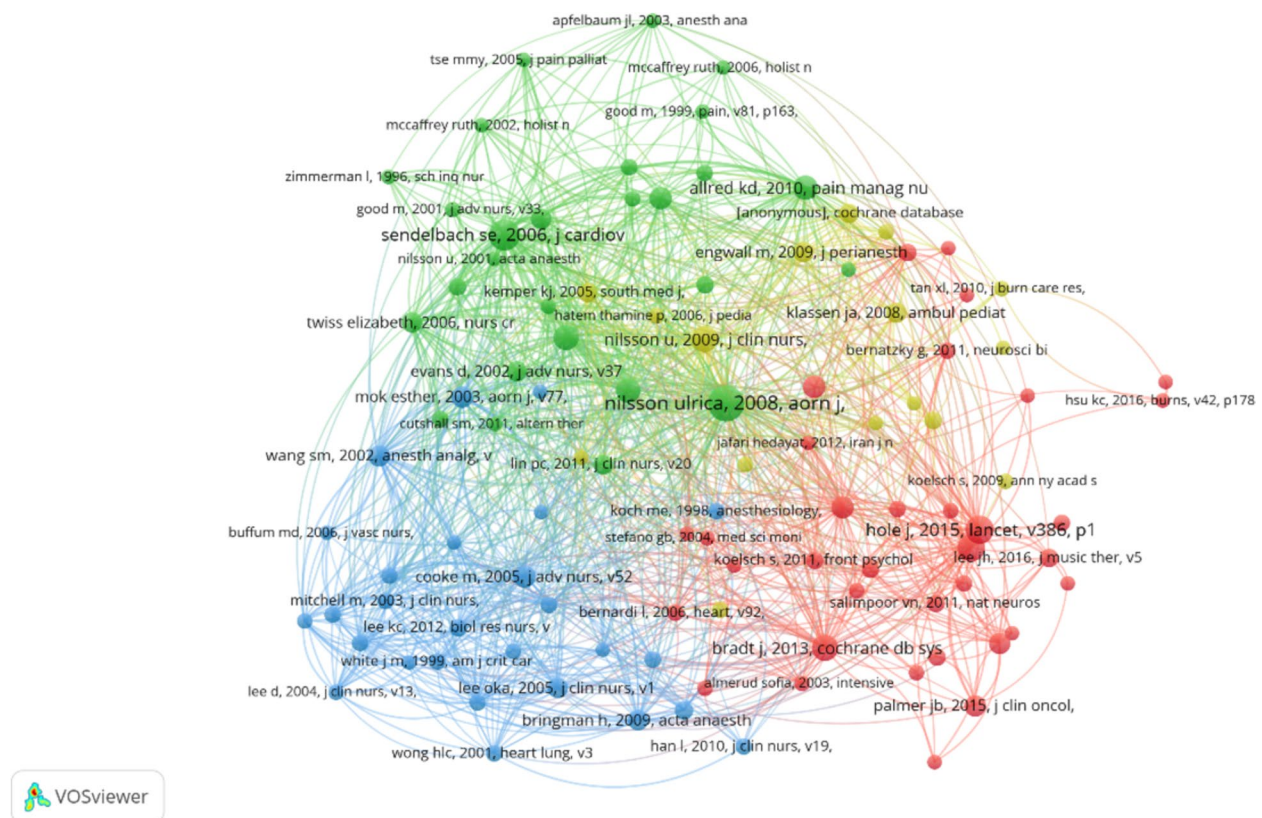 apfelbaum jl, 2003, anesth ana
tse mmy, 2005, j pain palliat
mccaffrey ruth, 2006, holist n
good m, 1999, pain, v81, p163,
mccaffrey ruth, 2002, holist n
zimmerman l, 1996, sch inq nur
allred kd, 2010, pain manag nu
good m, 2001, j adv nurs, v33,
[anonymous], cochrane database
sendelbach se, 2006, j cardiov
engwall m, 2009, j perianesth
nilsson u, 2001, acta anaesth
tan xl, 2010, j burn care res,
kemper kj, 2005, south med j,
hatem thamine p, 2006, j pedia
klassen ja, 2008, ambul pediat
twiss elizabeth, 2006, nurs cr
nilsson u, 2009, j clin nurs,
bernatzky g, 2011, neurosci bi
evans d, 2002, j adv nurs, v37
mok esther, 2003, aorn j, v77,
hsu kc, 2016, burns, v42, p178
nilsson ulrica, 2008, aorn j,
cutshall sm, 2011, altern ther
jafari hedayat, 2012, iran j n
wang sm, 2002, anesth analg, v
lin pc, 2011, j clin nurs, v20
koelsch s, 2009, ann ny acad s
koch me, 1998, anesthesiology,
buffum md, 2006, j vasc nurs,
hole j, 2015, lancet, v386, p1
stefano gb, 2004, med sci moni
koelsch s, 2011, front psychol
lee jh, 2016, j music ther, v5
cooke m, 2005, j adv nurs, v52
mitchell m, 2003, j clin nurs,
salimpoor vn, 2011, nat neuros
bernardi l, 2006, heart, v92,
lee kc, 2012, biol res nurs, v
bradt j, 2013, cochrane db sys
white j m, 1999, am j crit car
almerud sofia, 2003, intensive
lee d, 2004, j clin nurs, v13,
lee oka, 2005, j clin nurs, v1
palmer jb, 2015, j clin oncol,
bringman h, 2009, acta anaesth
han l, 2010, j clin nurs, v19,
wong hlc, 2001, heart lung, v3
VOSviewer